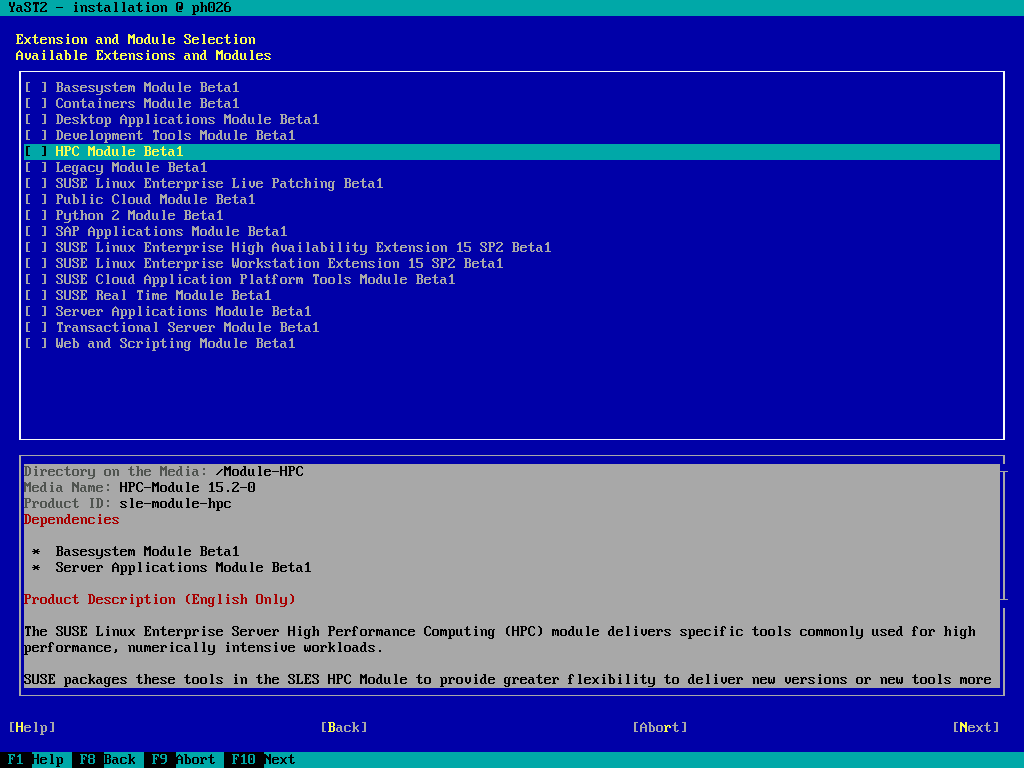 YaST2 - installation @ ph026
Extension and Module Selection
Available Extensions and Modules
[ ] Basesystem Module Beta1
[ ] Containers Module Beta1
[ ] Desktop Applications Module Beta1
[ ] Development Tools Module Beta1
[ ] HPC Module Beta1
[ ] Legacy Module Beta1
[ ] SUSE Linux Enterprise Live Patching Beta1
[ ] Public Cloud Module Beta1
[ ] Python 2 Module Beta1
[ ] SAP Applications Module Beta1
[ ] SUSE Linux Enterprise High Availability Extension 15 SP2 Beta1
[ ] SUSE Linux Enterprise Workstation Extension 15 SP2 Beta1
[ ] SUSE Cloud Application Platform Tools Module Beta1
[ ] SUSE Real Time Module Beta1
[ ] Server Applications Module Beta1
[ ] Transactional Server Module Beta1
[ ] Web and Scripting Module Beta1
Directory on the Media: /Module-HPC
Media Name: HPC-Module 15.2-0
Product ID: sle-module-hpc
Dependencies
* Basesystem Module Beta1
* Server Applications Module Beta1
Product Description (English Only)
The SUSE Linux Enterprise Server High Performance Computing (HPC) module delivers specific tools commonly used for high
performance, numerically intensive workloads.
SUSE packages these tools in the SLES HPC Module to provide greater flexibility to deliver new versions or new tools more
[Help] [Back] [Abort] [Next]
F1 Help F8 Back F9 Abort F10 Next